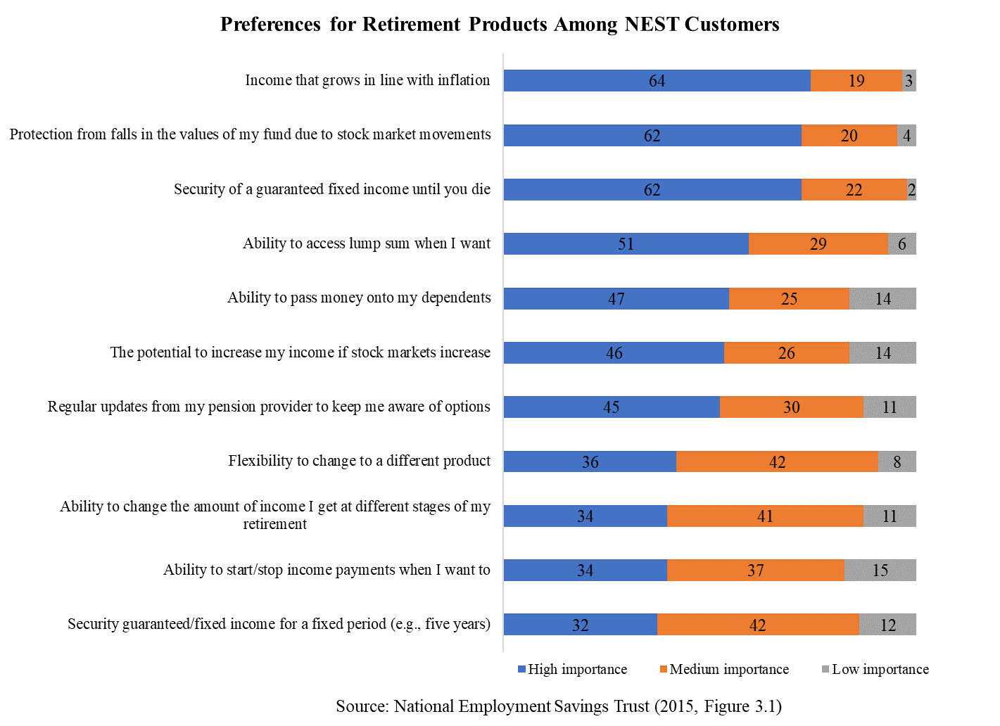 Preferences for Retirement Products Among NEST Customers
Income that grows in line with inflation
64 19 3
Protection from falls in the values of my fund due to stock market movements
62 20 4
Security of a guaranteed fixed income until you die
62 22 2
Ability to access lump sum when I want
51 29 6
Ability to pass money onto my dependents
47 25 14
The potential to increase my income if stock markets increase
46 26 14
Regular updates from my pension provider to keep me aware of options
45 30 11
Flexibility to change to a different product
36 42 8
Ability to change the amount of income I get at different stages of my
retirement
34 41 11
Ability to start/stop income payments when I want to
34 37 15
Security guaranteed/fixed income for a fixed period (e.g., five years)
32 42 12
High importance Medium importance Low importance
Source: National Employment Savings Trust (2015, Figure 3.1)